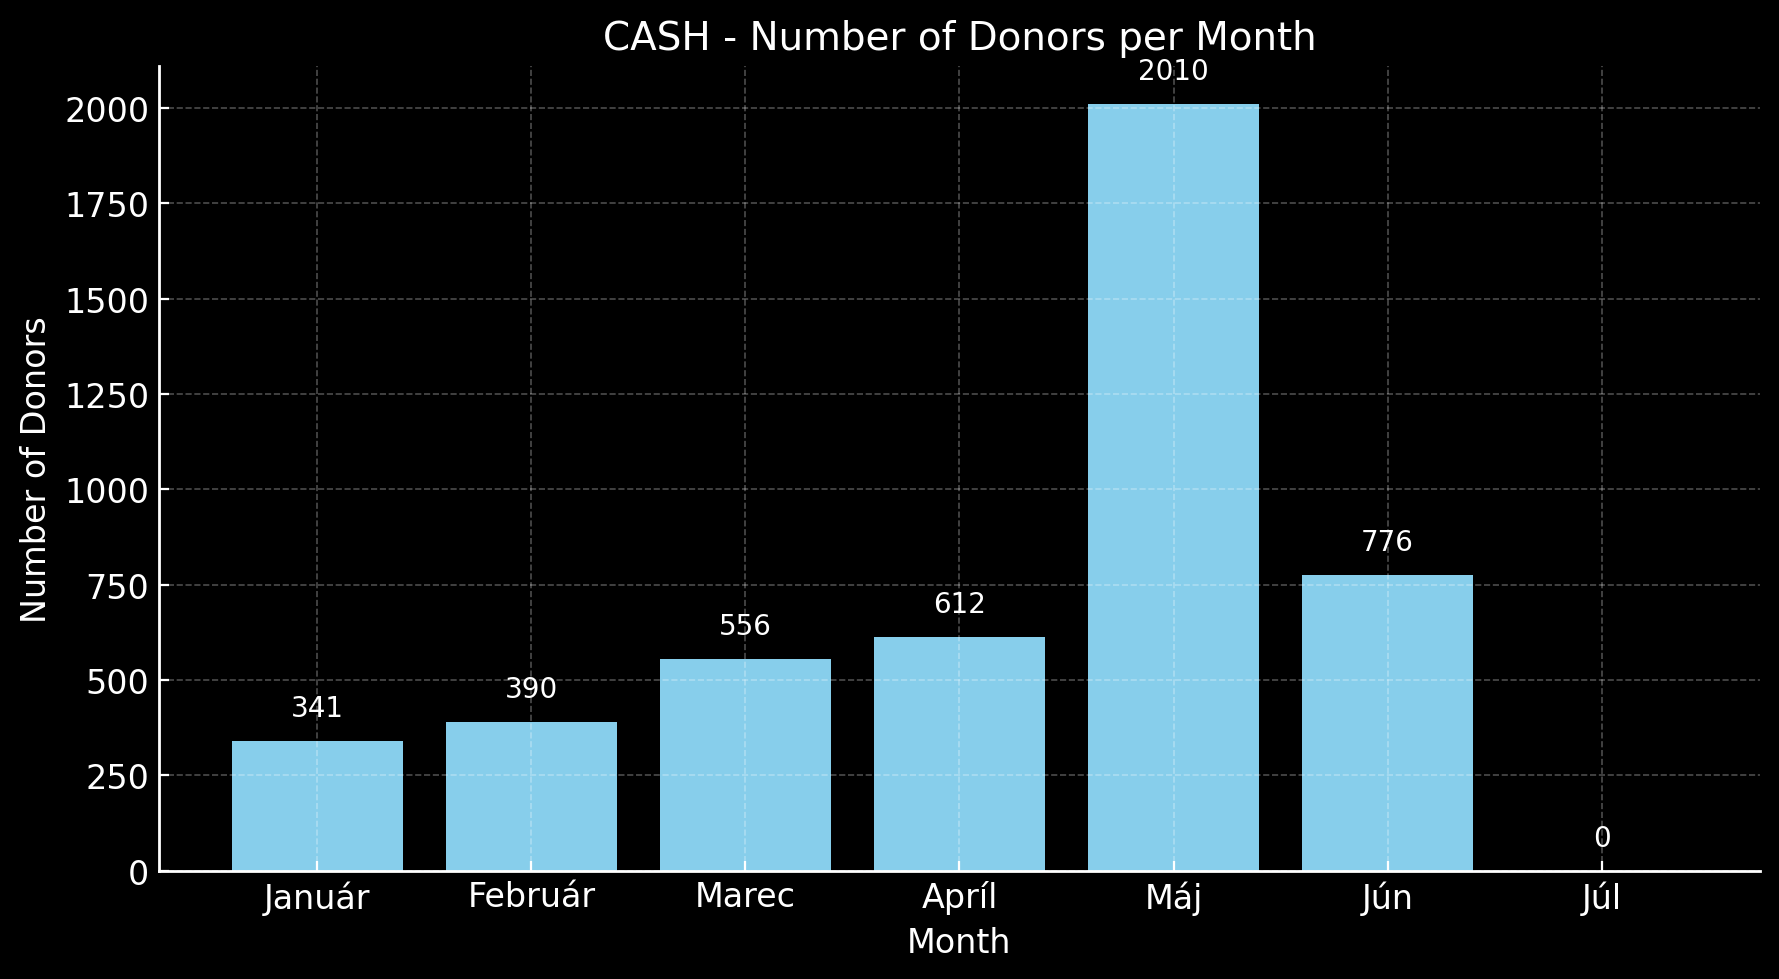 CASH - Number of Donors per Month
2010
2000
1750
1500
1250
1000
750
500
250
0
Number of Donors
341
390
556
612
776
0
Január
Február
Marec
Apríl
Máj
Jún
Júl
Month